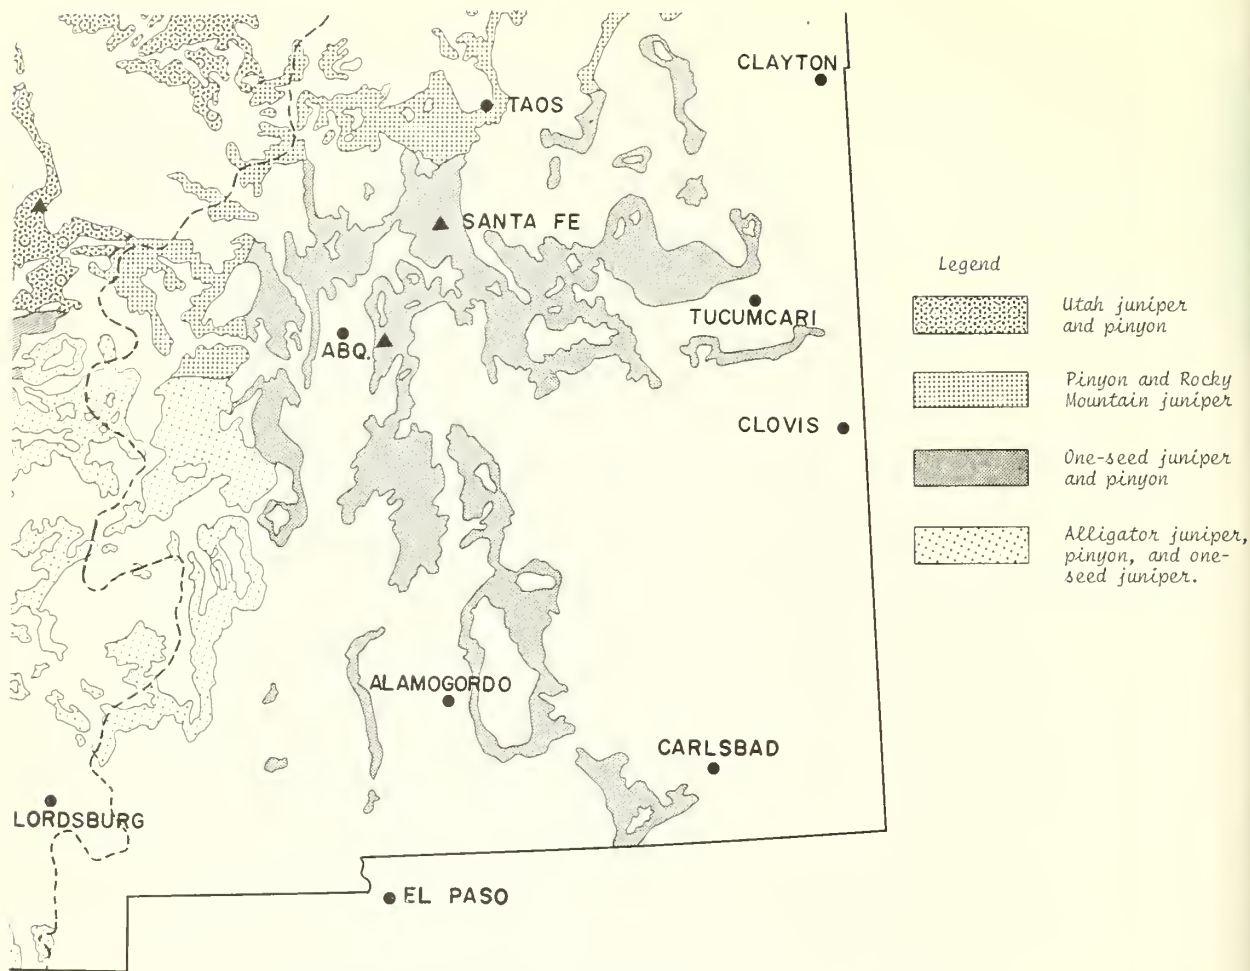 CLAYTON
TAOS
SANTA FE
TUCUMCARI
ABQ.
CLOVIS
ALAMOGORDO
CARLSBAD
LORDSBURG
EL PASO
Legend
Utah juniper
and pinyon
Pinyon and Rocky
Mountain juniper
One-seed juniper
and pinyon
Alligator juniper,
pinyon, and one-
seed juniper.